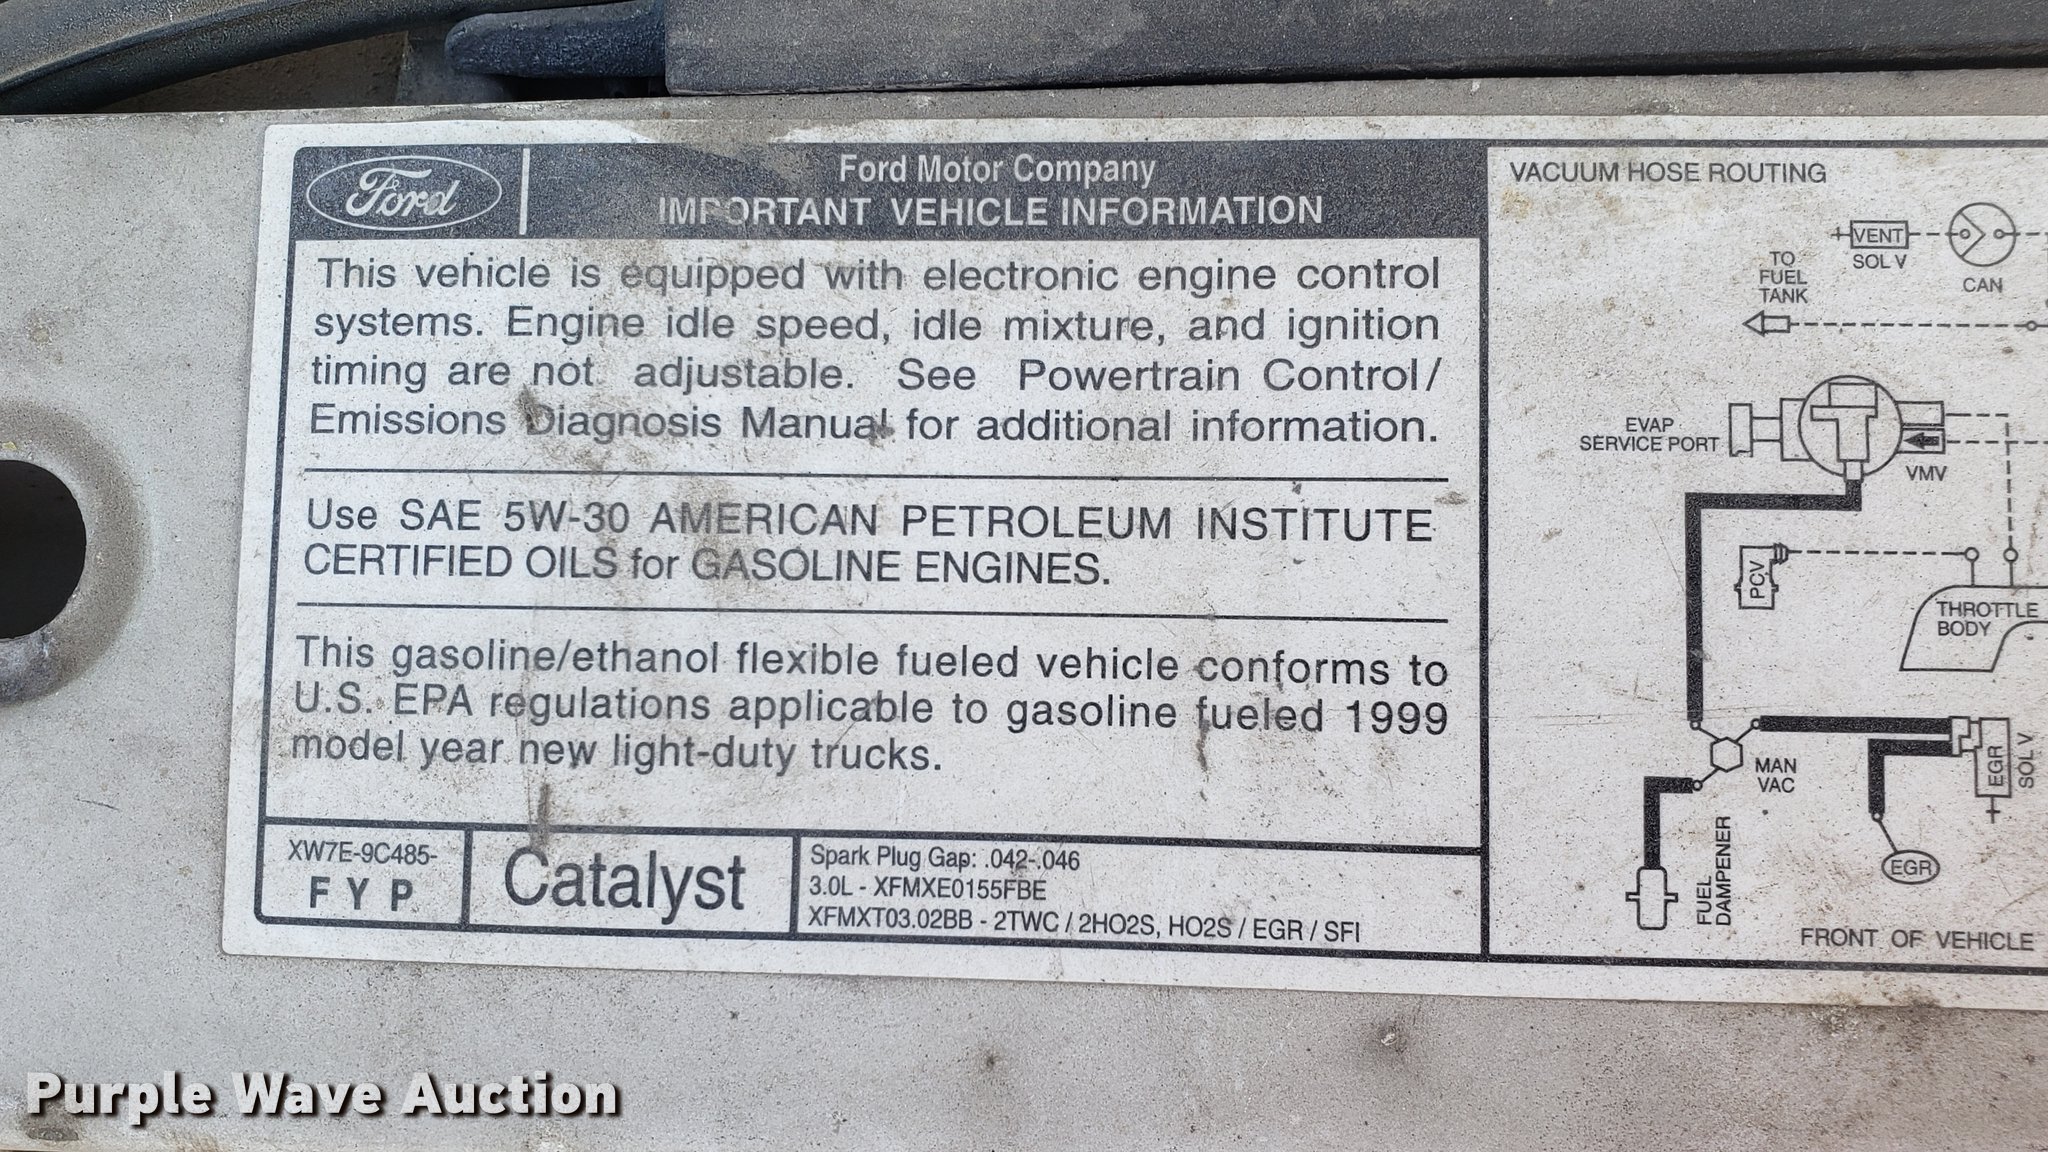 Ford
Ford Motor Company
IMPORTANT VEHICLE INFORMATION
This vehicle is equipped with electronic engine control
systems. Engine idle speed, idle mixture, and ignition
timing are not adjustable. See Powertrain Control/
Emissions Diagnosis Manual for additional information.
Use SAE 5W-30 AMERICAN PETROLEUM INSTITUTE
CERTIFIED OILS for GASOLINE ENGINES.
This gasoline/ethanol flexible fueled vehicle conforms to
U.S. EPA regulations applicable to gasoline fueled 1999
model year new light-duty trucks.
XW7E-9C485-
F Y P
Catalyst
Spark Plug Gap: .042-.046
3.0L - XFMXE0155FBE
XFMXT03.02BB - 2TWC / 2HO2S, HO2S / EGR / SFI
VACUUM HOSE ROUTING
VENT
SOL V
CAN
TO
FUEL
TANK
EVAP
SERVICE PORT
VMV
PCV
THROTTLE
BODY
MAN
VAC
EGR
SOL V
EGR
FUEL
DAMPENER
FRONT OF VEHICLE
Purple Wave Auction